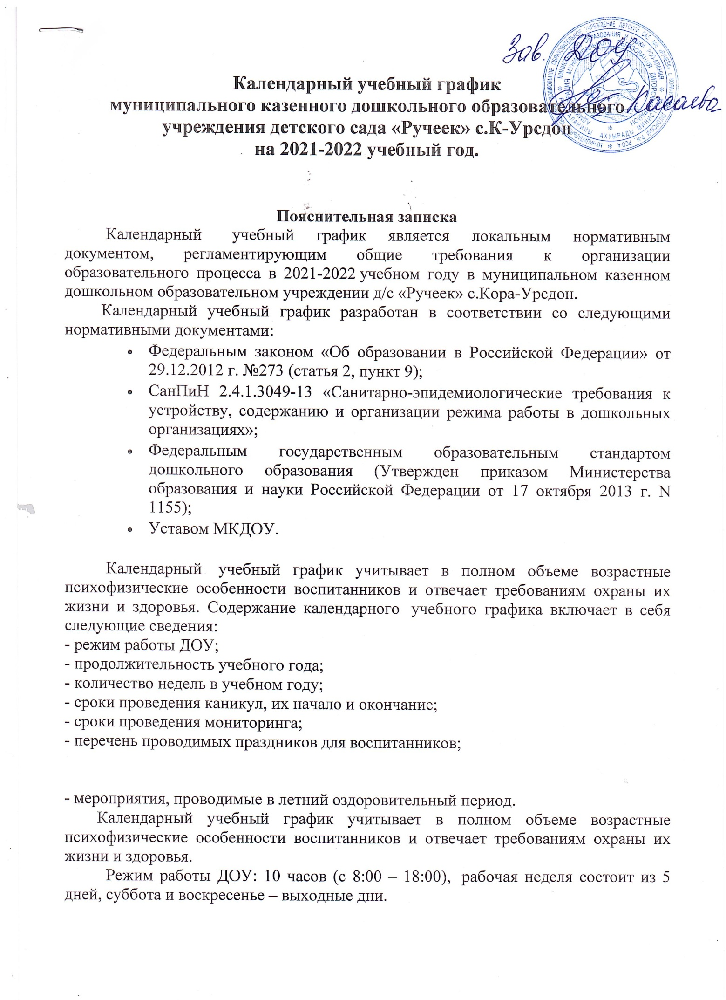 Зав. ДОУ
Касаева
Календарный учебный график
муниципального казенного дошкольного образовательного
учреждения детского сада «Ручеек» с.К-Урсдон
на 2021-2022 учебный год.
Пояснительная записка
Календарный учебный график является локальным нормативным
документом, регламентирующим общие требования к организации
образовательного процесса в 2021-2022 учебном году в муниципальном казенном
дошкольном образовательном учреждении д/с «Ручеек» с.Кора-Урсдон.
Календарный учебный график разработан в соответствии со следующими
нормативными документами:
• Федеральным законом «Об образовании в Российской Федерации» от
29.12.2012 г. №273 (статья 2, пункт 9);
• СанПиН 2.4.1.3049-13 «Санитарно-эпидемиологические требования к
устройству, содержанию и организации режима работы в дошкольных
организациях»;
• Федеральным государственным образовательным стандартом
дошкольного образования (Утвержден приказом Министерства
образования и науки Российской Федерации от 17 октября 2013 г. N
1155);
• Уставом МКДОУ.
Календарный учебный график учитывает в полном объеме возрастные
психофизические особенности воспитанников и отвечает требованиям охраны их
жизни и здоровья. Содержание календарного учебного графика включает в себя
следующие сведения:
- режим работы ДОУ;
- продолжительность учебного года;
- количество недель в учебном году;
- сроки проведения каникул, их начало и окончание;
- сроки проведения мониторинга;
- перечень проводимых праздников для воспитанников;
- мероприятия, проводимые в летний оздоровительный период.
Календарный учебный график учитывает в полном объеме возрастные
психофизические особенности воспитанников и отвечает требованиям охраны их
жизни и здоровья.
Режим работы ДОУ: 10 часов (с 8:00 – 18:00), рабочая неделя состоит из 5
дней, суббота и воскресенье – выходные дни.